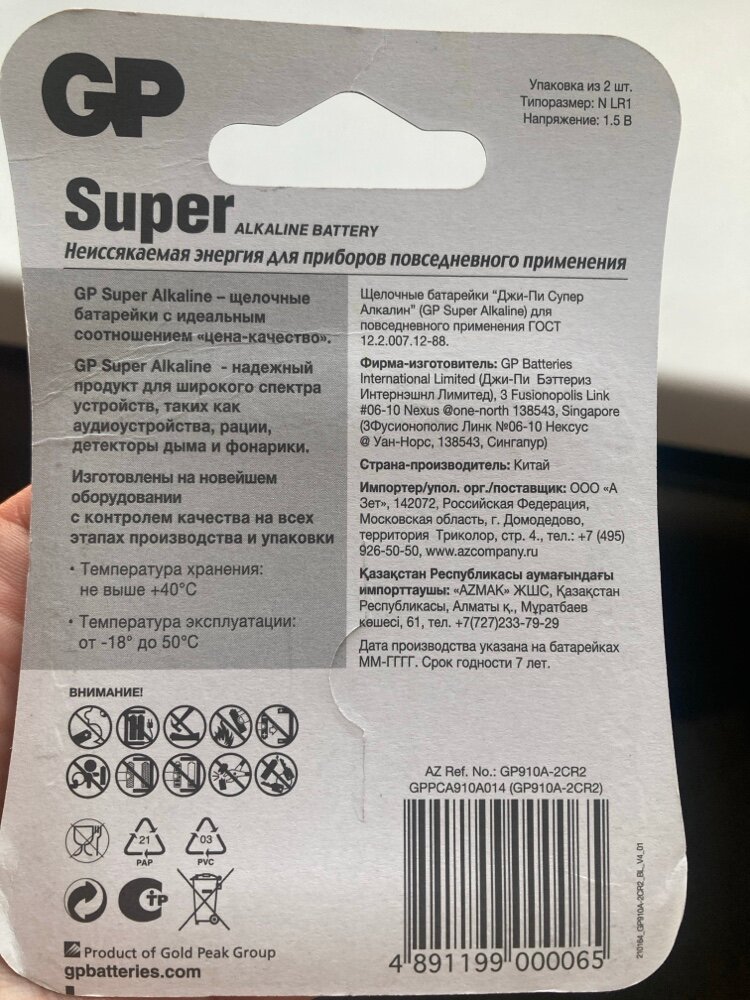 GP
Упаковка из 2 шт.
Типоразмер: N LR1
Напряжение: 1.5 В
Super ALKALINE BATTERY
Неиссякаемая энергия для приборов повседневного применения
GP Super Alkaline – щелочные
батарейки с идеальным
соотношением «цена-качество».
GP Super Alkaline - надежный
продукт для широкого спектра
устройств, таких как
аудиоустройства, рации,
детекторы дыма и фонарики.
Изготовлены на новейшем
оборудовании
с контролем качества на всех
этапах производства и упаковки
• Температура хранения:
не выше +40°C
• Температура эксплуатации:
от -18° до 50°C
Щелочные батарейки "Джи-Пи Супер
Алкалин" (GP Super Alkaline) для
повседневного применения ГОСТ
12.2.007.12-88.
Фирма-изготовитель: GP Batteries
International Limited (Джи-Пи Бэттериз
Интернэшнл Лимитед), 3 Fusionopolis Link
#06-10 Nexus @one-north 138543, Singapore
(3Фусионополис Линк №06-10 Нексус
@ Уан-Норс, 138543, Сингапур)
Страна-производитель: Китай
Импортер/упол. орг./поставщик: ООО «А
Зет», 142072, Российская Федерация,
Московская область, г. Домодедово,
территория Триколор, стр. 4., тел.: +7 (495)
926-50-50, www.azcompany.ru
Қазақстан Республикасы аумағындағы
импорттаушы: «AZMAK» ЖШС, Қазақстан
Республикасы, Алматы қ., Мұратбаев
көшесі, 61, тел. +7(727)233-79-29
Дата производства указана на батарейках
ММ-ГГГГ. Срок годности 7 лет.
ВНИМАНИЕ!
21
PAP
03
PVC
СТР
Product of Gold Peak Group
gpbatteries.com
AZ Ref. No.: GP910A-2CR2
GPPCA910A014 (GP910A-2CR2)
4 891199 000065
210164_GP910A-2CR2_BL_V4_01